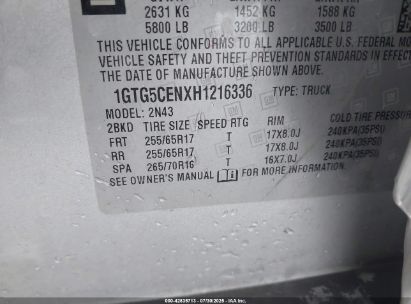 2631 KG 1452 KG 1588 KG
5800 LB 3200 LB 3500 LB
THIS VEHICLE CONFORMS TO ALL APPLICABLE U.S. FEDERAL MOTOR
VEHICLE SAFETY AND THEFT PREVENTION STANDARDS IN EFFECT
THE DATE OF MANUFACTURE SHOWN ABOVE.
1GTG5CENXH1216336 TYPE: TRUCK
MODEL: 2N43
2BKD TIRE SIZE SPEED RTG RIM COLD TIRE PRESSURE
FRT 255/65R17 T 17X8.0J 240KPA(35PSI)
RR 255/65R17 T 17X8.0J 240KPA(35PSI)
SPA 265/70R16 T 16X7.0J 240KPA(35PSI)
SEE OWNER'S MANUAL FOR MORE INFORMATION.